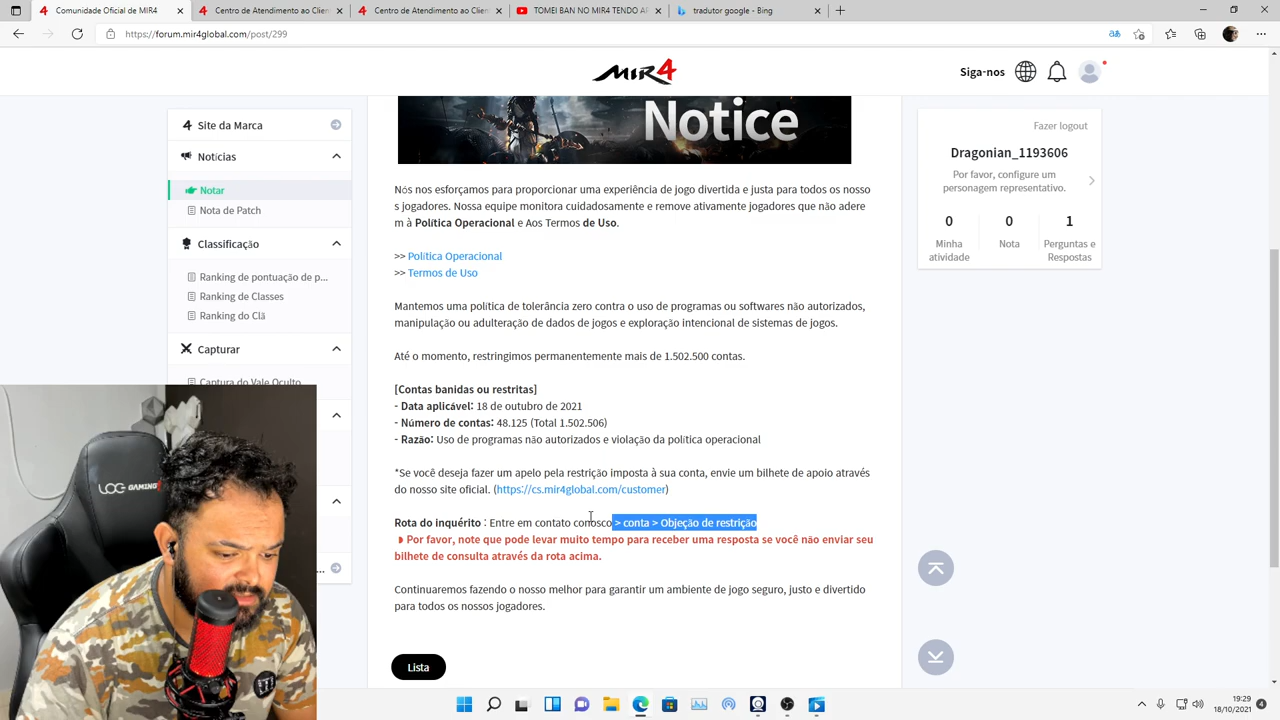 Comunidade Oficial de MIR4
Atendimento ao Cliente
Atendimento ao Client
TOMEI BAN NO MIR4 TENDO AP
tradutor - Bing
https://forum.mir4global.com/post/299
MIR4
Siga-nos
Site da Marca
Notícias
Notar
Nota de Patch
Classificação
Ranking de pontuação de p...
Ranking de Classes
Ranking do Clã
Capturar
Captura do Vale Oculto
...
Notice
Nós nos esforçamos para proporcionar uma experiência de jogo divertida e justa para todos os nosso
s jogadores. Nossa equipe monitora cuidadosamente e remove ativamente jogadores que não adere
m à Política Operacional e Aos Termos de Uso.
>> Política Operacional
>> Termos de Uso
Mantemos uma política de tolerância zero contra o uso de programas ou softwares não autorizados,
manipulação ou adulteração de dados de jogos e exploração intencional de sistemas de jogos.
Até o momento, restringimos permanentemente mais de 1.502.500 contas.
[Contas banidas ou restritas]
- Data aplicável: 18 de outubro de 2021
- Número de contas: 48.125 (Total 1.502.506)
- Razão: Uso de programas não autorizados e violação da política operacional
*Se você deseja fazer um apelo pela restrição imposta à sua conta, envie um bilhete de apoio através
do nosso site oficial. (https://cs.mir4global.com/customer)
Rota do inquérito : Entre em contato conosco > conta > Objeção de restrição
Por favor, note que pode levar muito tempo para receber uma resposta se você não enviar seu
bilhete de consulta através da rota acima.
Continuaremos fazendo o nosso melhor para garantir um ambiente de jogo seguro, justo e divertido
para todos os nossos jogadores.
Lista
Fazer logout
Dragonian_1193606
Por favor, configure um
personagem representativo.
0 0 1
Minha atividade Nota Perguntas e Respostas
LOG GAMING
19:29
18/10/2021
4